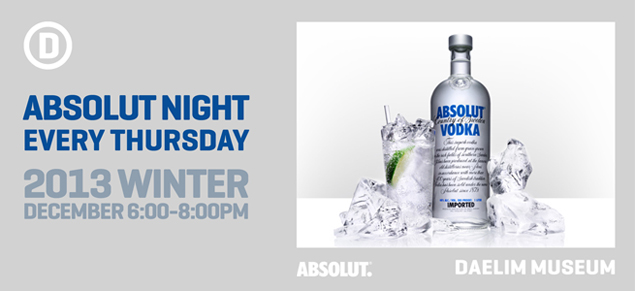 D
ABSOLUT NIGHT
EVERY THURSDAY
2013 WINTER
DECEMBER 6:00-8:00PM
ABSOLUT
Country of Sweden
VODKA
IMPORTED
ABSOLUT.
DAELIM MUSEUM